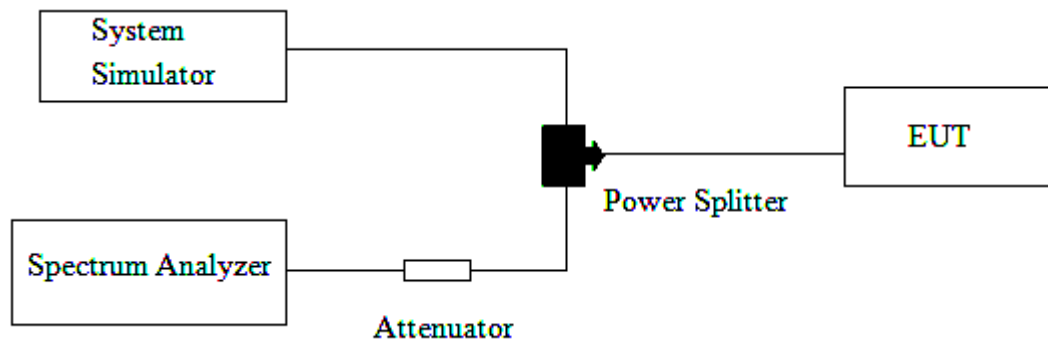 System
Simulator
EUT
Power Splitter
Spectrum Analyzer
Attenuator